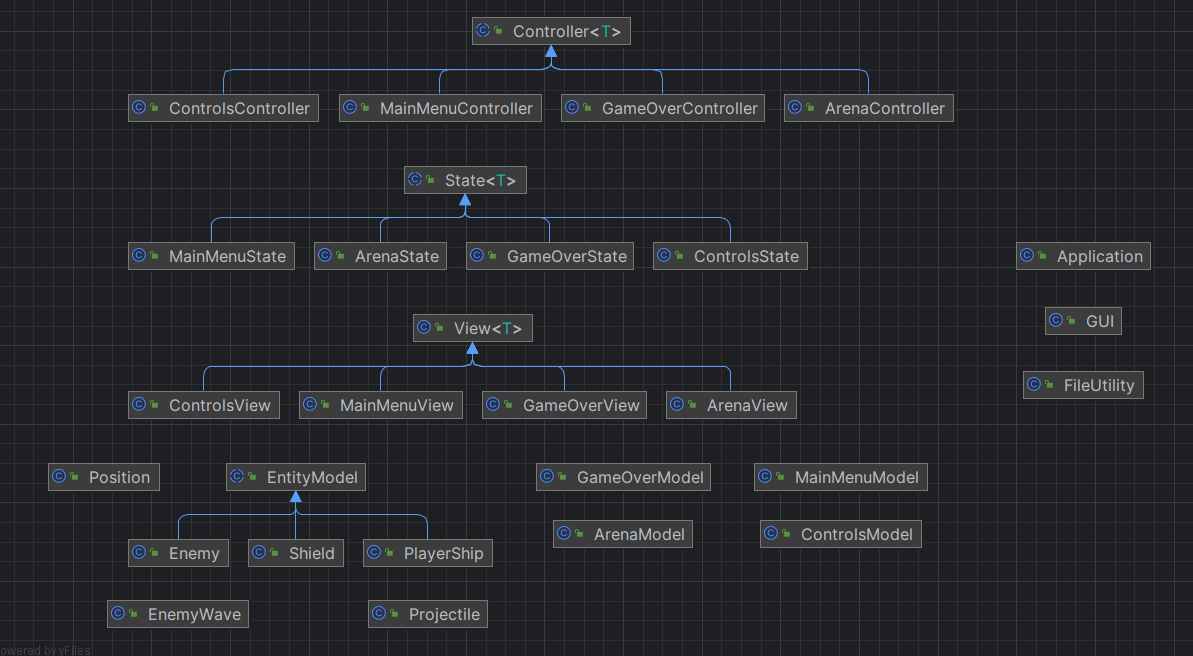 Controller<T>
ControlsController
MainMenuController
GameOverController
ArenaController
State<T>
MainMenuState
ArenaState
GameOverState
ControlsState
Application
GUI
View<T>
FileUtility
ControlsView
MainMenuView
GameOverView
ArenaView
Position
EntityModel
GameOverModel
MainMenuModel
ArenaModel
ControlsModel
Enemy
Shield
PlayerShip
EnemyWave
Projectile
owered by yFiles